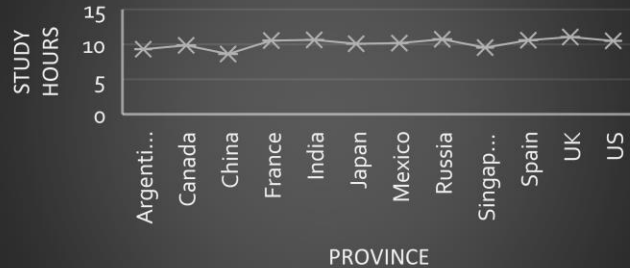 STUDY
HOURS
15
10
5
0
Argenti...
Canada
China
France
India
Japan
Mexico
Russia
Singap...
Spain
UK
US
PROVINCE